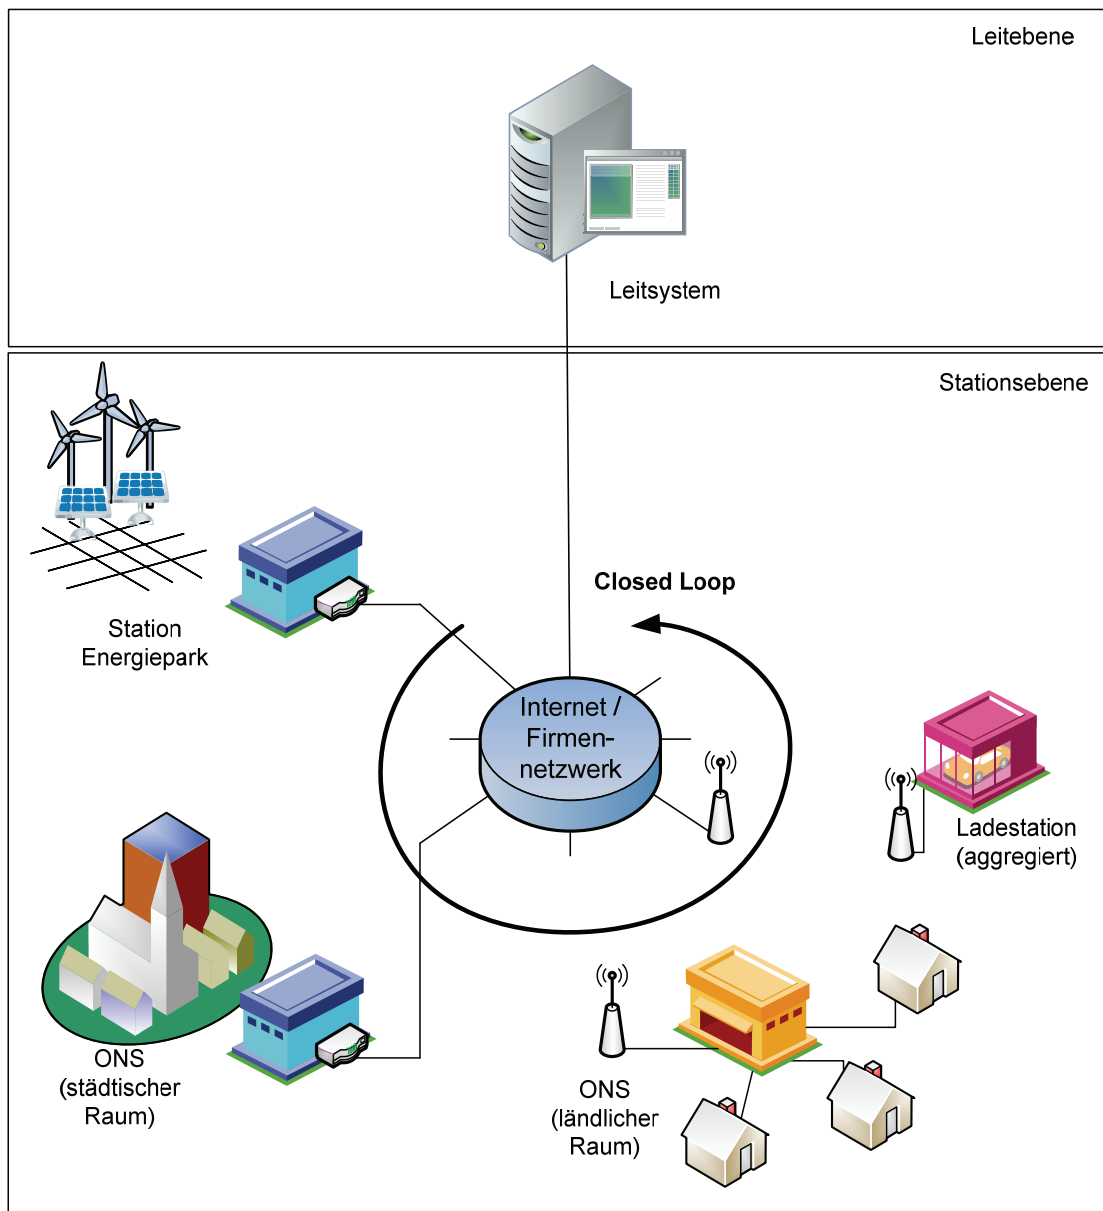 Leitebene
Leitsystem
Stationsebene
Station
Energiepark
Closed Loop
Internet /
Firmen-
netzwerk
Ladestation
(aggregiert)
ONS
(städtischer
Raum)
ONS
(ländlicher
Raum)